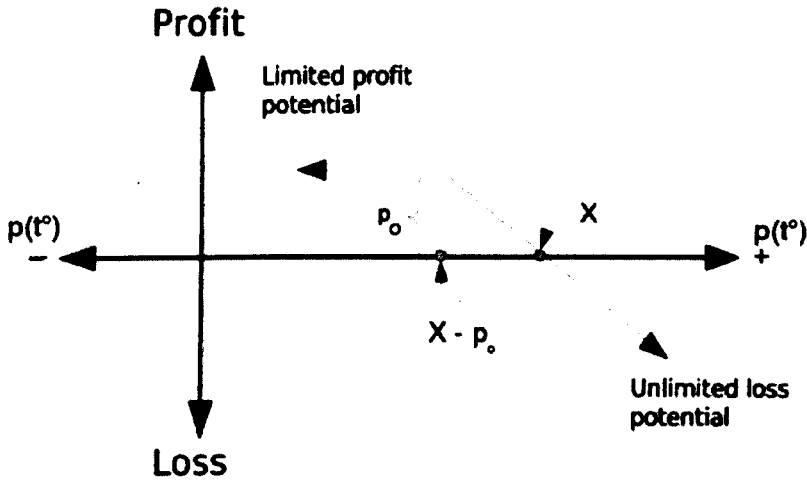 Profit
Limited profit
potential
pₒ
X
p(t°)
–
p(t°)
+
X - pₒ
Unlimited loss
potential
Loss